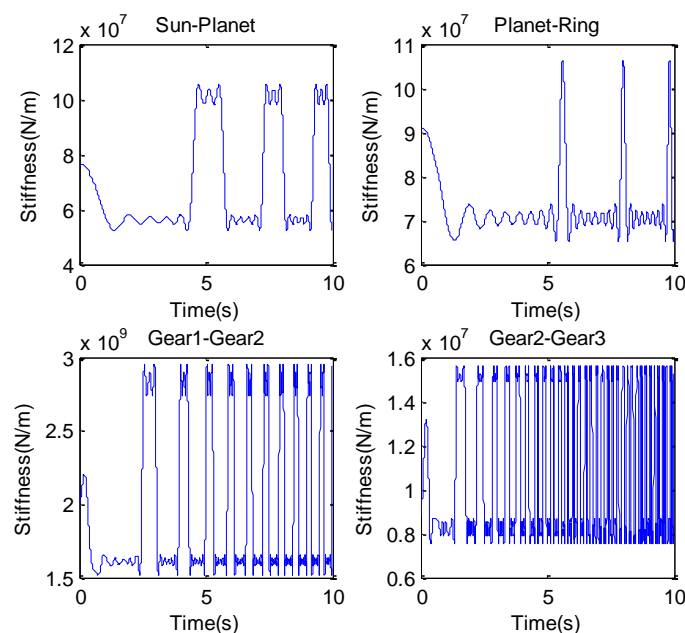 x 10^7
Sun-Planet
12
10
8
6
4
0
5
10
Stiffness(N/m)
Time(s)
x 10^7
Planet-Ring
11
10
9
8
7
6
0
5
10
Stiffness(N/m)
Time(s)
x 10^9
Gear1-Gear2
3
2.5
2
1.5
0
5
10
Stiffness(N/m)
Time(s)
x 10^7
Gear2-Gear3
1.6
1.4
1.2
1
0.8
0.6
0
5
10
Stiffness(N/m)
Time(s)